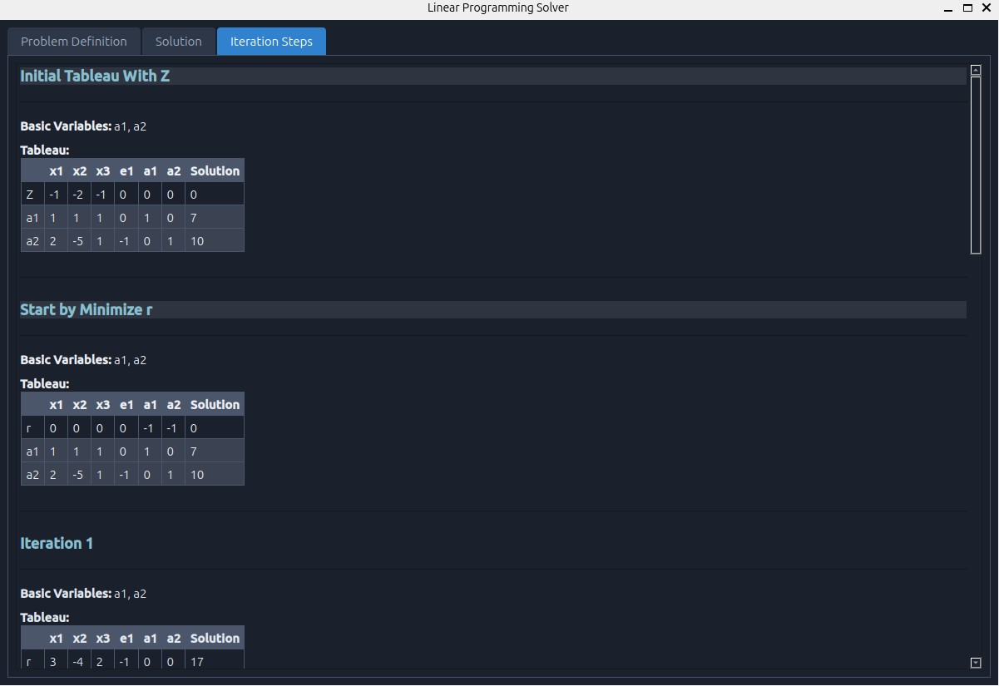 Linear Programming Solver
Problem Definition Solution Iteration Steps
Initial Tableau With Z
Basic Variables: a1, a2
Tableau:
x1 x2 x3 e1 a1 a2 Solution
Z -1 -2 -1 0 0 0 0
a1 1 1 1 0 1 0 7
a2 2 -5 1 -1 0 1 10
Start by Minimize r
Basic Variables: a1, a2
Tableau:
x1 x2 x3 e1 a1 a2 Solution
r 0 0 0 0 -1 -1 0
a1 1 1 1 0 1 0 7
a2 2 -5 1 -1 0 1 10
Iteration 1
Basic Variables: a1, a2
Tableau:
x1 x2 x3 e1 a1 a2 Solution
r 3 -4 2 -1 0 0 17